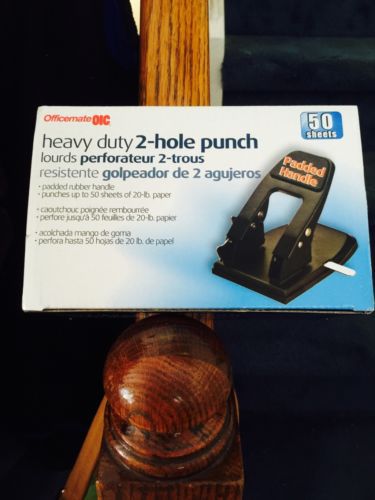 Officemate OIC
50
sheets
heavy duty 2-hole punch
lourds perforateur 2-trous
resistente golpeador de 2 agujeros
• padded rubber handle
• punches up to 50 sheets of 20-lb. paper
• caoutchouc poignée rembourrée
• perfore jusqu'à 50 feuilles de 20-lb. papier
• acolchada mango de goma
• perfora hasta 50 hojas de 20 lb. de papel
Padded
Handle